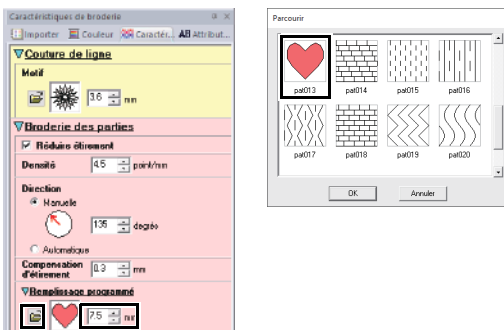 Caractéristiques de broderie
Importer Couleur Caractér... Attribut...
Couture de ligne
Motif
3.6 mm
Broderie des parties
Réduire étirement
Densité 4.5 point/mm
Direction
Manuelle
135 degrés
Automatique
Compensation d'étirement 0.3 mm
Remplissage programmé
7.5 mm
Parcourir
pat013 pat014 pat015 pat016
pat017 pat018 pat019 pat020
OK Annuler